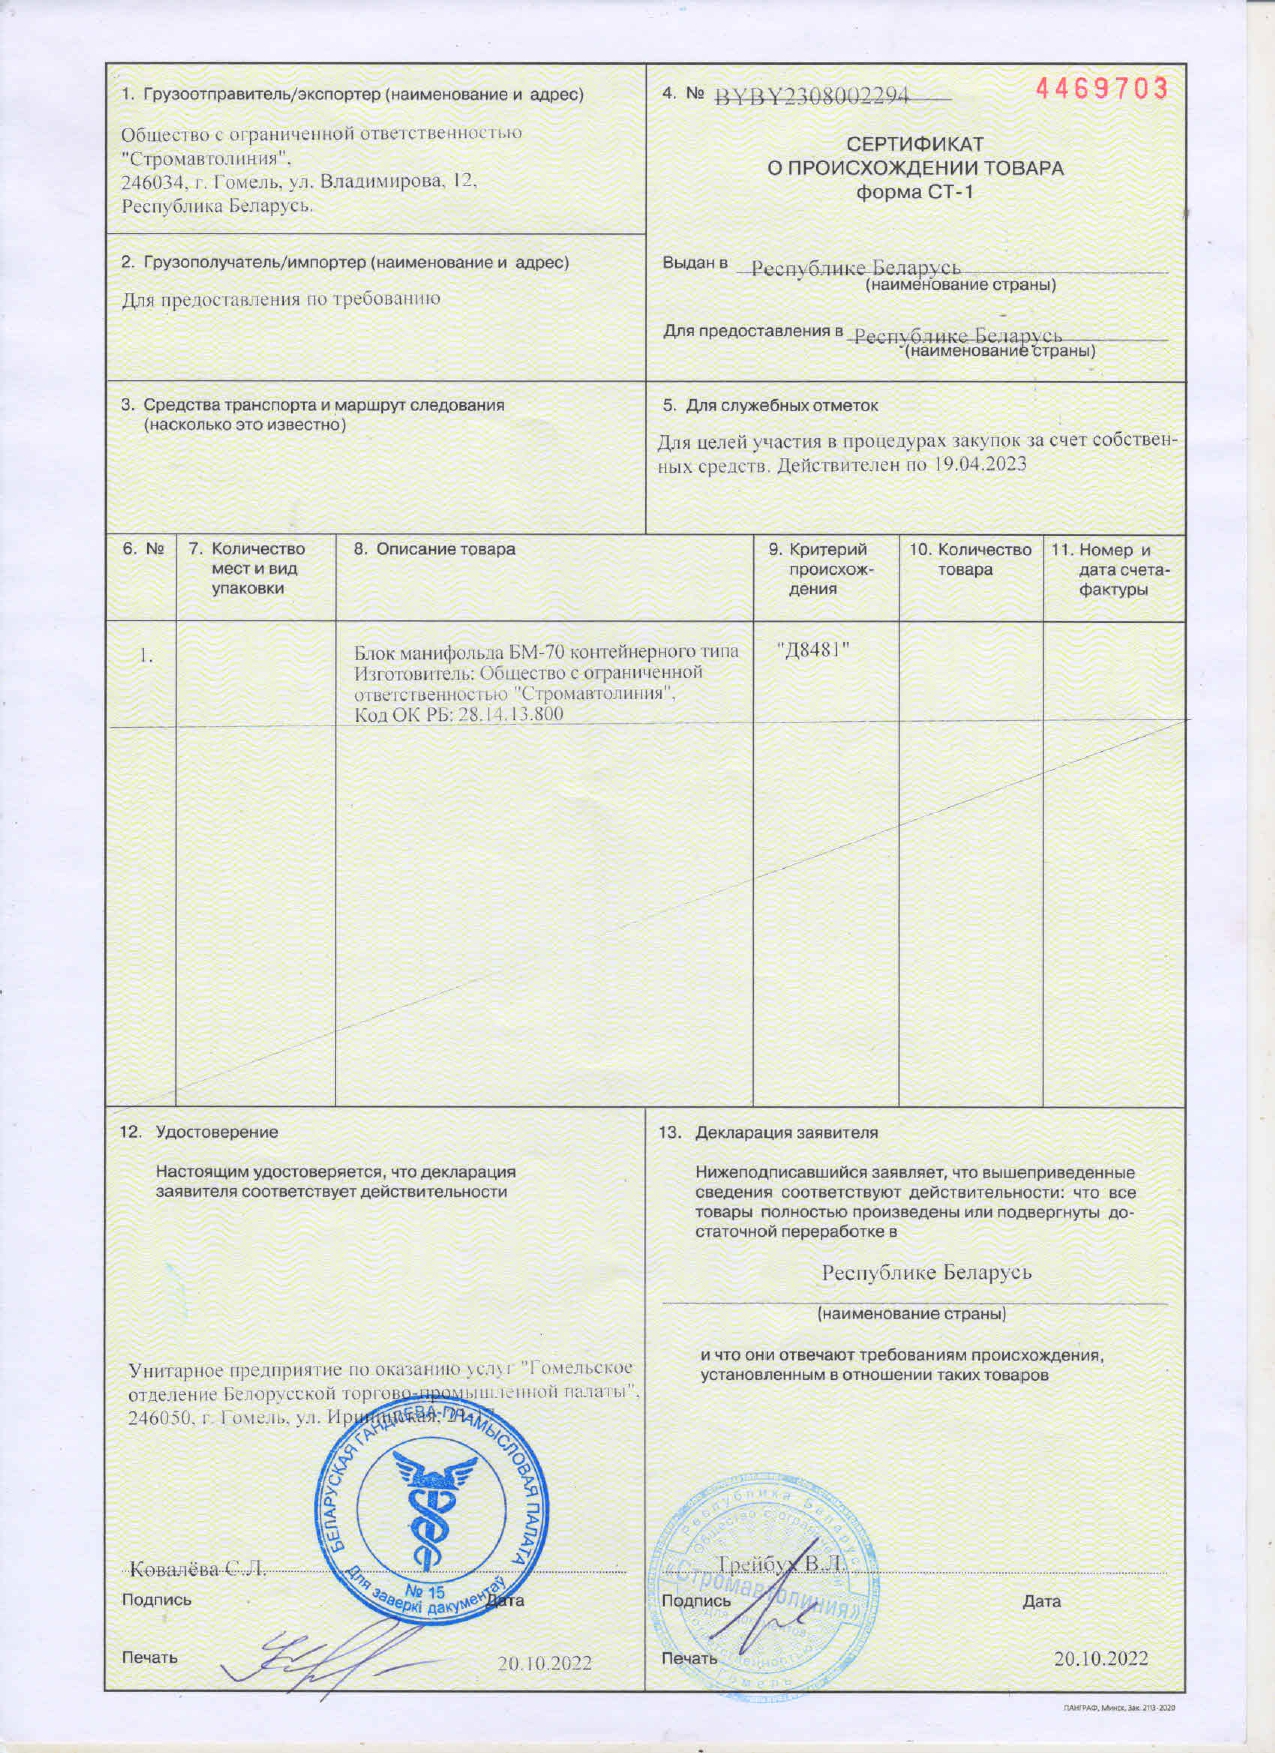 1. Грузоотправитель/экспортер (наименование и адрес)
Общество с ограниченной ответственностью
"Стромавтолиния",
246034, г. Гомель, ул. Владимирова, 12,
Республика Беларусь.
2. Грузополучатель/импортер (наименование и адрес)
Для предоставления по требованию
4. № BYBY2308002294
4469703
СЕРТИФИКАТ
О ПРОИСХОЖДЕНИИ ТОВАРА
форма СТ-1
Выдан в Республике Беларусь
(наименование страны)
Для предоставления в Республике Беларусь
(наименование страны)
3. Средства транспорта и маршрут следования
(насколько это известно)
5. Для служебных отметок
Для целей участия в процедурах закупок за счет собствен-
ных средств. Действителен по 19.04.2023
6. №
7. Количество
мест и вид
упаковки
8. Описание товара
9. Критерий
происхож-
дения
10. Количество
товара
11. Номер и
дата счета-
фактуры
1.
Блок манифольда БМ-70 контейнерного типа
Изготовитель: Общество с ограниченной
ответственностью "Стромавтолиния",
Код ОК РБ: 28.14.13.800
"Д8481"
12. Удостоверение
Настоящим удостоверяется, что декларация
заявителя соответствует действительности
Унитарное предприятие по оказанию услуг "Гомельское
отделение Белорусской торгово-промышленной палаты",
246050, г. Гомель, ул. Ирининская, 21-
БЕЛАРУСКАЯ ГАНДЛЁВА-ПРАМЫСЛОВАЯ ПАЛАТА
№ 15
Для заверкі дакументаў
Ковалёва С.Л.
Подпись
Дата
Печать
20.10.2022
13. Декларация заявителя
Нижеподписавшийся заявляет, что вышеприведенные
сведения соответствуют действительности: что все
товары полностью произведены или подвергнуты до-
статочной переработке в
Республике Беларусь
(наименование страны)
и что они отвечают требованиям происхождения,
установленным в отношении таких товаров
Республика Беларусь
«Стромавтолиния»
Гомель
Трейбух В.Л.
Подпись
Дата
Печать
20.10.2022
ПАНГРАФ, Минск, Зак. 2113-2020